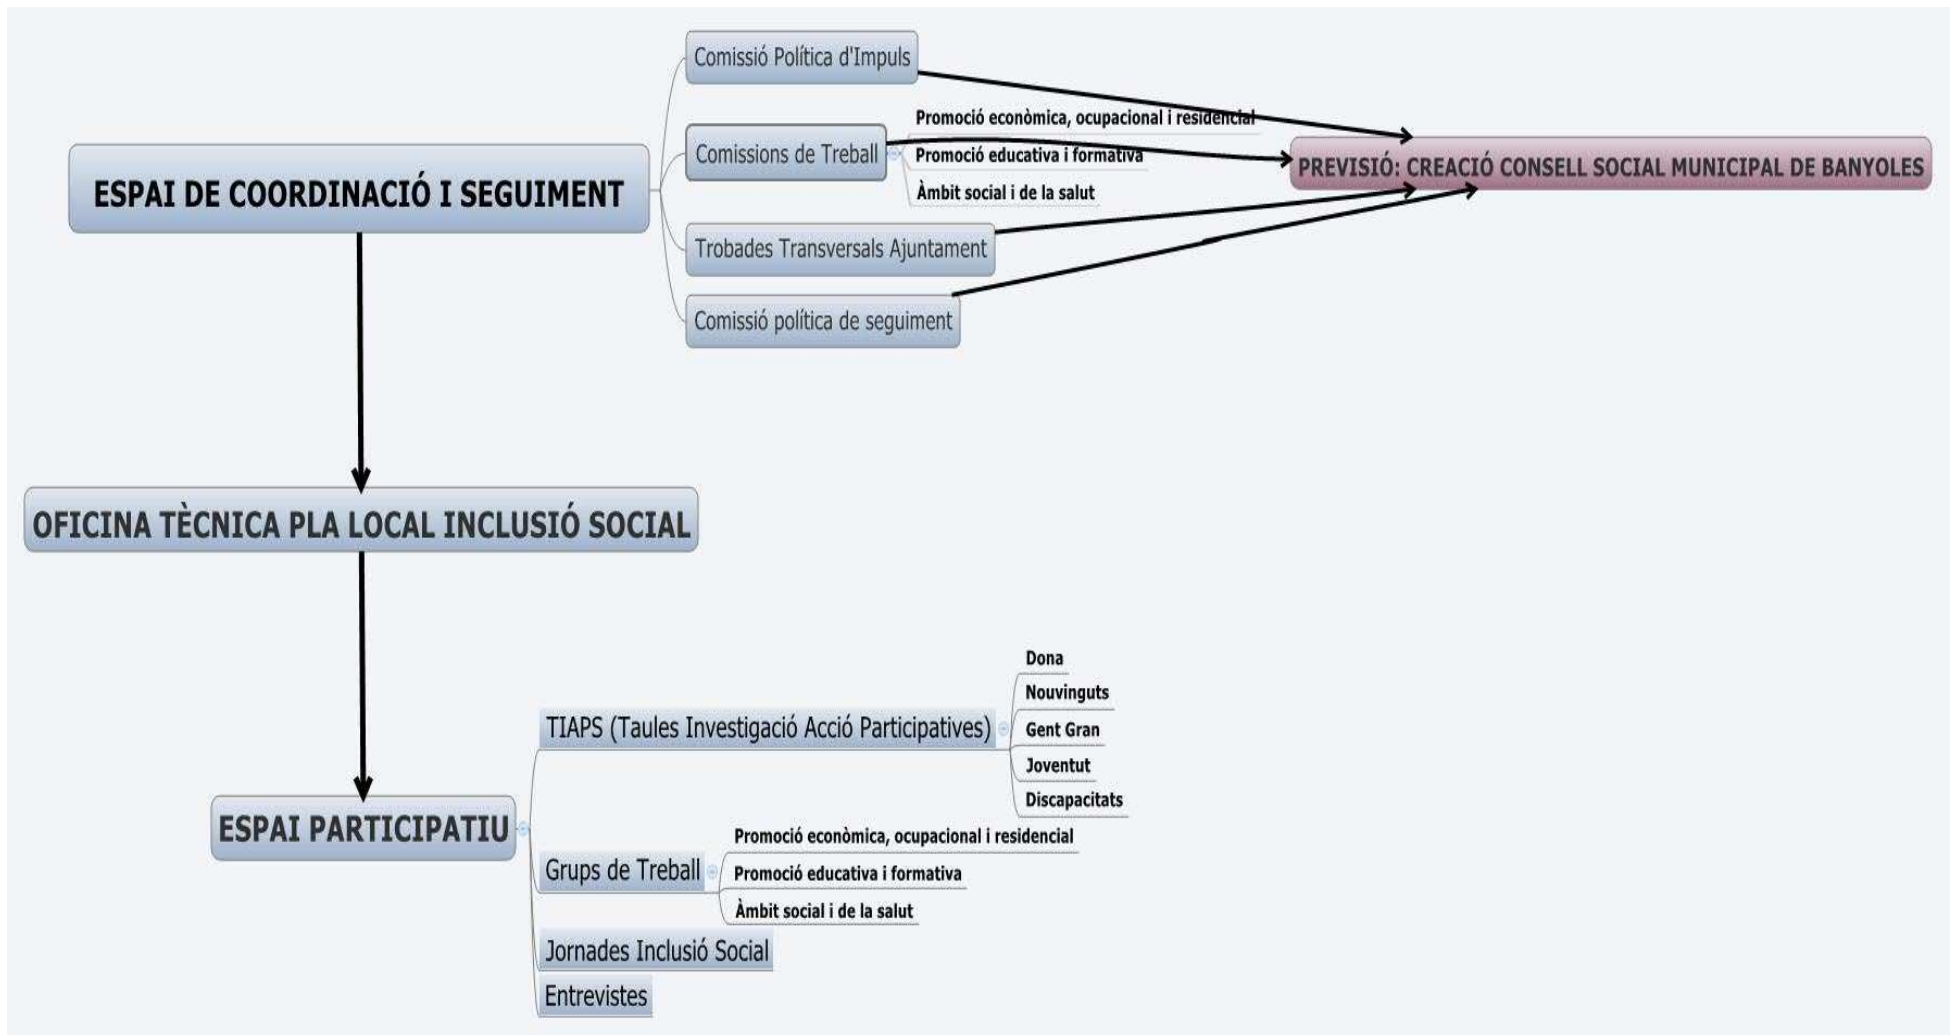 Comissió Política d'Impuls
Promoció econòmica, ocupacional i residencial
Comissions de Treball
Promoció educativa i formativa
Àmbit social i de la salut
PREVISIÓ: CREACIÓ CONSELL SOCIAL MUNICIPAL DE BANYOLES
ESPAI DE COORDINACIÓ I SEGUIMENT
Trobades Transversals Ajuntament
Comissió política de seguiment
OFICINA TÈCNICA PLA LOCAL INCLUSIÓ SOCIAL
ESPAI PARTICIPATIU
TIAPS (Taules Investigació Acció Participatives)
Dona
Nouvinguts
Gent Gran
Joventut
Discapacitats
Grups de Treball
Promoció econòmica, ocupacional i residencial
Promoció educativa i formativa
Àmbit social i de la salut
Jornades Inclusió Social
Entrevistes